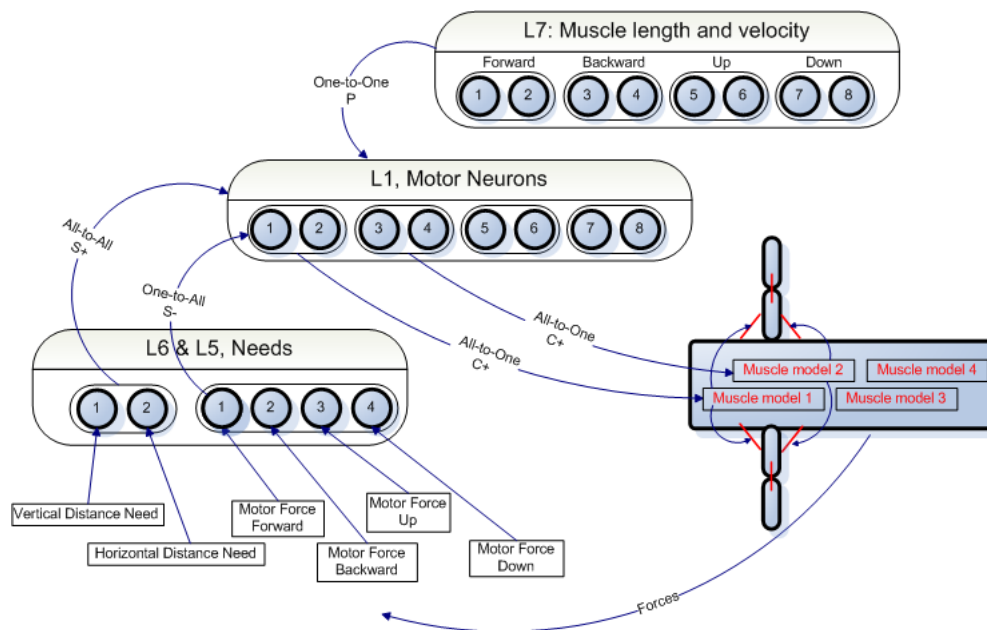 L7: Muscle length and velocity
Forward Backward Up Down
1 2 3 4 5 6 7 8
One-to-One
P
L1, Motor Neurons
1 2 3 4 5 6 7 8
All-to-All
S+
One-to-All
S-
All-to-One
C+
All-to-One
C+
L6 & L5, Needs
1 2 1 2 3 4
Muscle model 2 Muscle model 4
Muscle model 1 Muscle model 3
Vertical Distance Need
Horizontal Distance Need
Motor Force
Forward
Motor Force
Backward
Motor Force
Up
Motor Force
Down
Forces